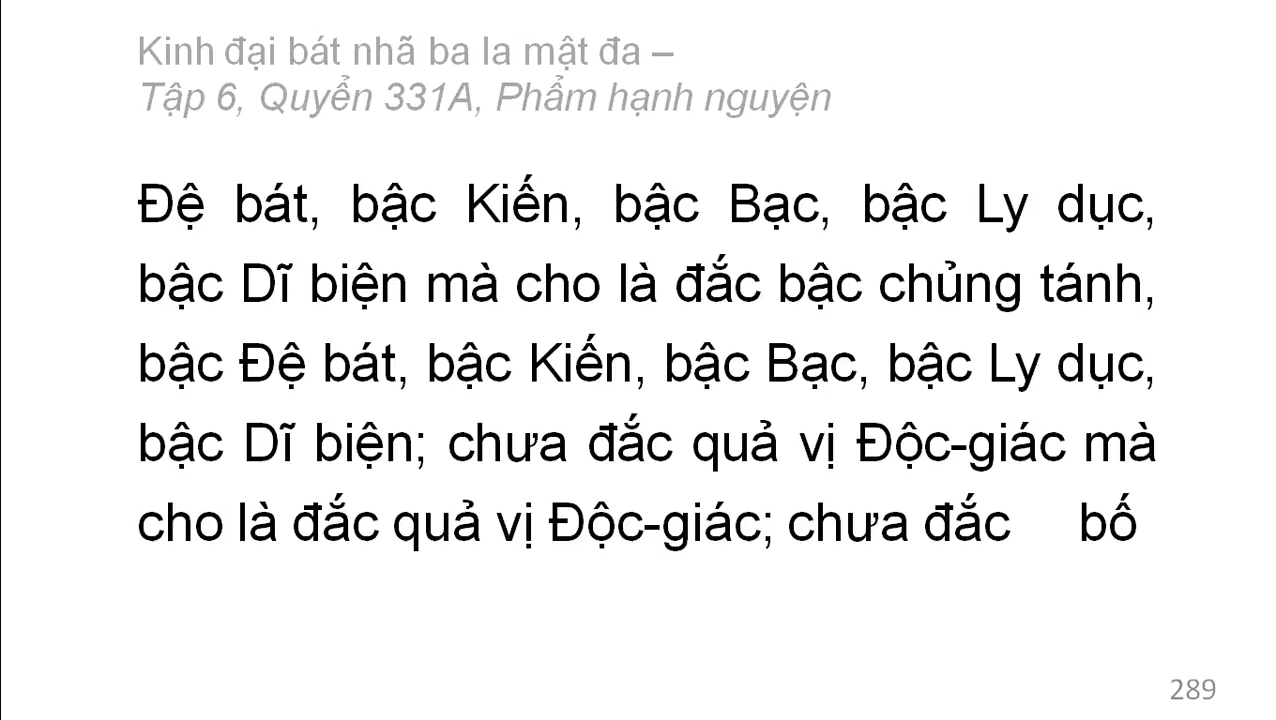 Kinh đại bát nhã ba la mật đa –
Tập 6, Quyển 331A, Phẩm hạnh nguyện
Đệ bát, bậc Kiến, bậc Bạc, bậc Ly dục,
bậc Dĩ biện mà cho là đắc bậc chủng tánh,
bậc Đệ bát, bậc Kiến, bậc Bạc, bậc Ly dục,
bậc Dĩ biện; chưa đắc quả vị Độc-giác mà
cho là đắc quả vị Độc-giác; chưa đắc bố
289